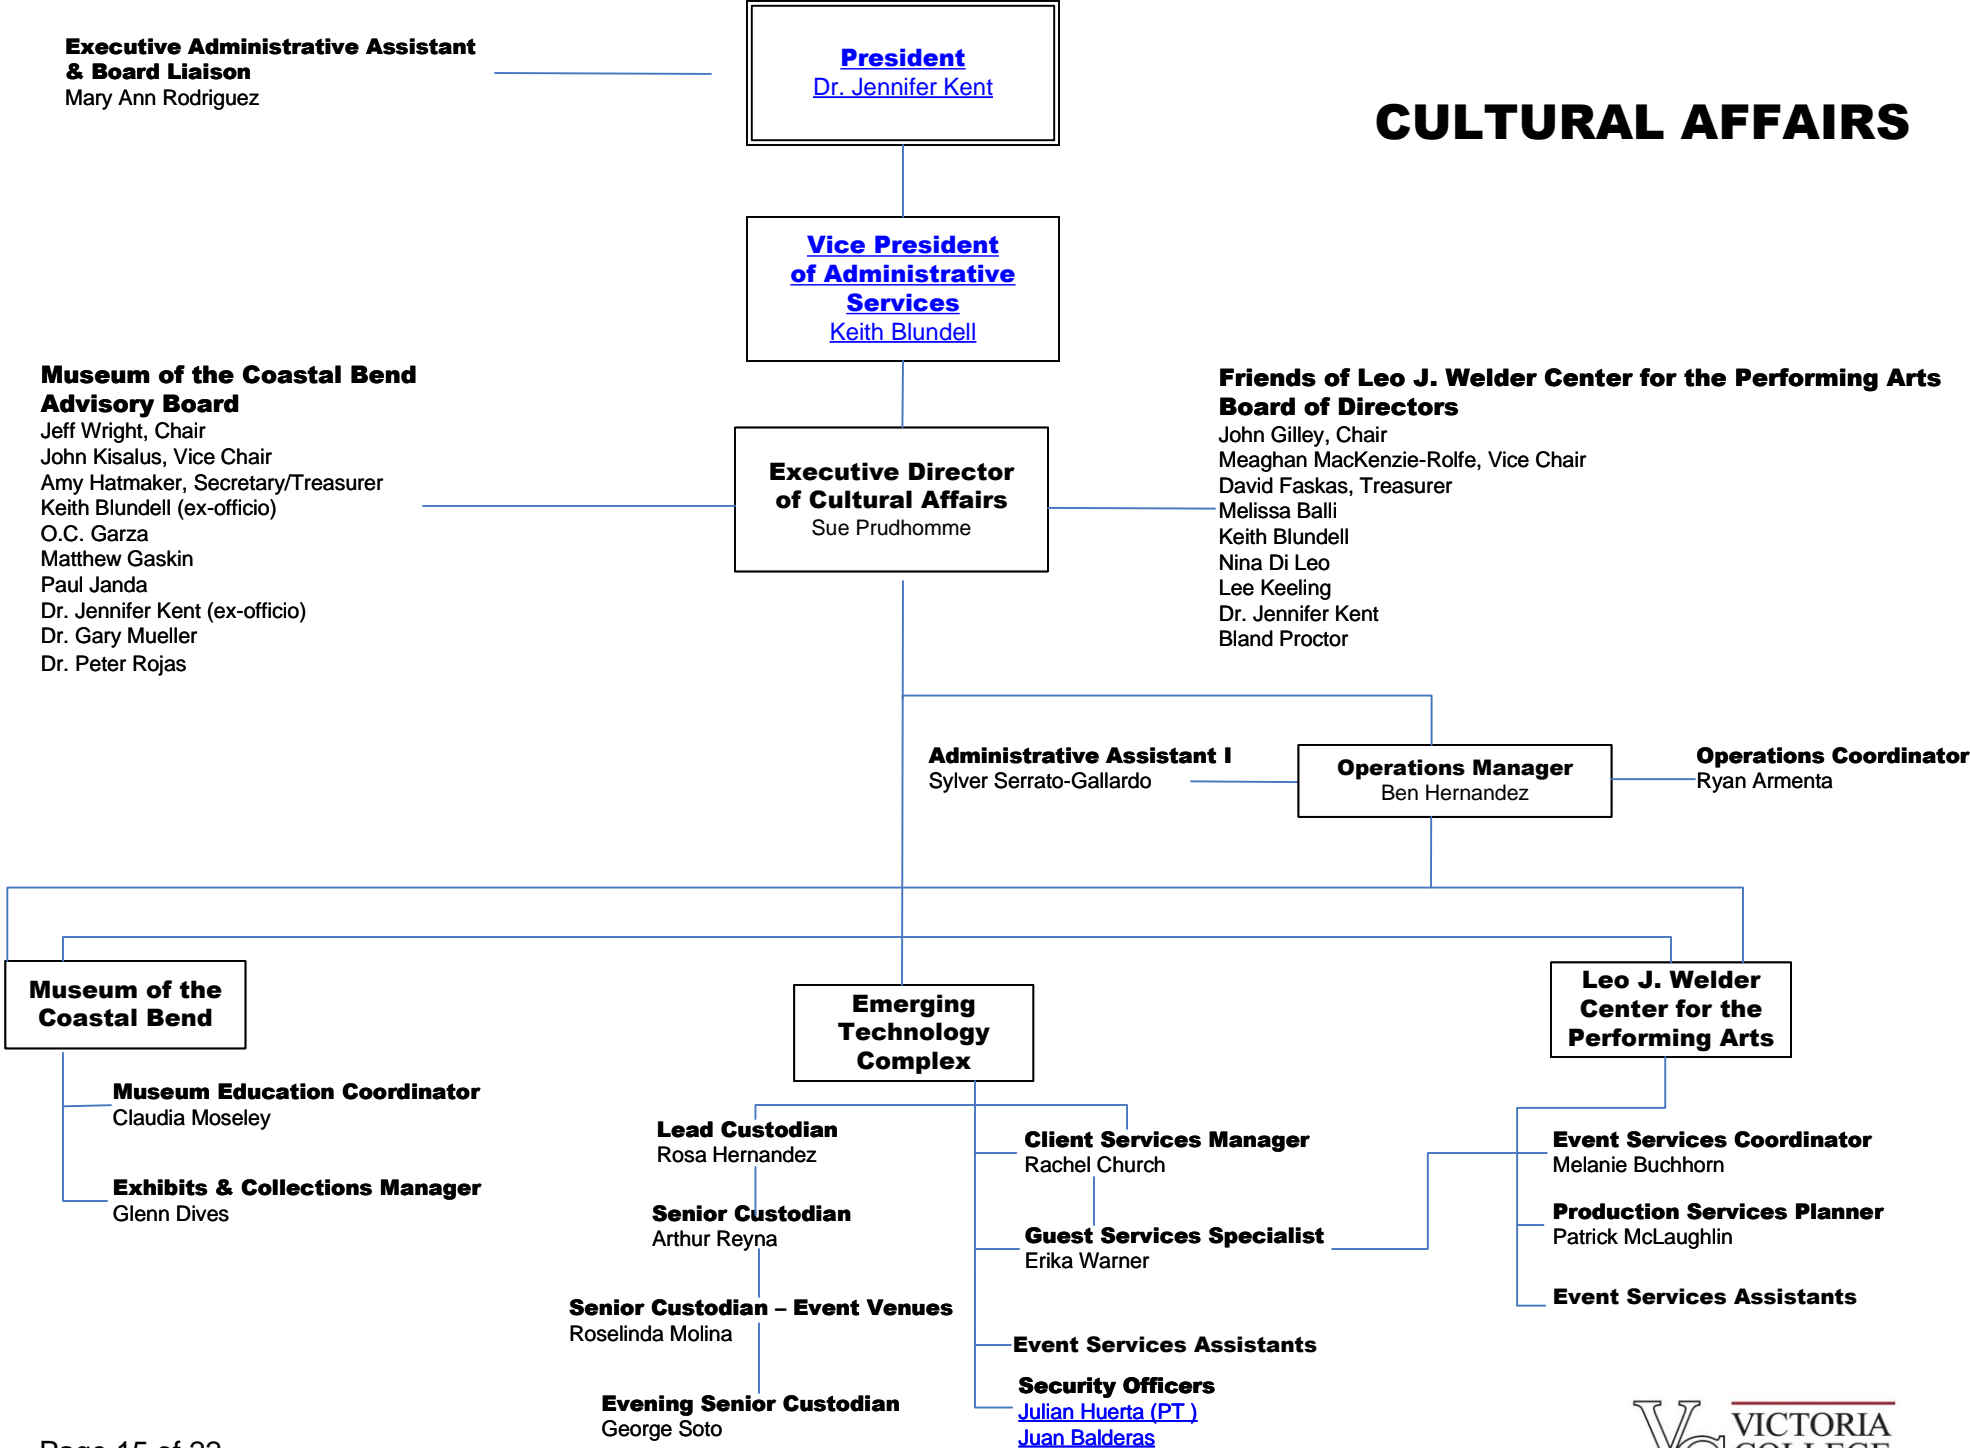 Executive Administrative Assistant
& Board Liaison
Mary Ann Rodriguez
President
Dr. Jennifer Kent
CULTURAL AFFAIRS
Vice President
of Administrative
Services
Keith Blundell
Museum of the Coastal Bend
Advisory Board
Jeff Wright, Chair
John Kisalus, Vice Chair
Amy Hatmaker, Secretary/Treasurer
Keith Blundell (ex-officio)
O.C. Garza
Matthew Gaskin
Paul Janda
Dr. Jennifer Kent (ex-officio)
Dr. Gary Mueller
Dr. Peter Rojas
Executive Director
of Cultural Affairs
Sue Prudhomme
Friends of Leo J. Welder Center for the Performing Arts
Board of Directors
John Gilley, Chair
Meaghan MacKenzie-Rolfe, Vice Chair
David Faskas, Treasurer
Melissa Balli
Keith Blundell
Nina Di Leo
Lee Keeling
Dr. Jennifer Kent
Bland Proctor
Administrative Assistant I
Sylver Serrato-Gallardo
Operations Manager
Ben Hernandez
Operations Coordinator
Ryan Armenta
Museum of the
Coastal Bend
Museum Education Coordinator
Claudia Moseley
Exhibits & Collections Manager
Glenn Dives
Emerging
Technology
Complex
Lead Custodian
Rosa Hernandez
Senior Custodian
Arthur Reyna
Senior Custodian – Event Venues
Roselinda Molina
Evening Senior Custodian
George Soto
Client Services Manager
Rachel Church
Guest Services Specialist
Erika Warner
Event Services Assistants
Security Officers
Julian Huerta (PT )
Juan Balderas
Leo J. Welder
Center for the
Performing Arts
Event Services Coordinator
Melanie Buchhorn
Production Services Planner
Patrick McLaughlin
Event Services Assistants
Page 15 of 22
VC VICTORIA
COLLEGE